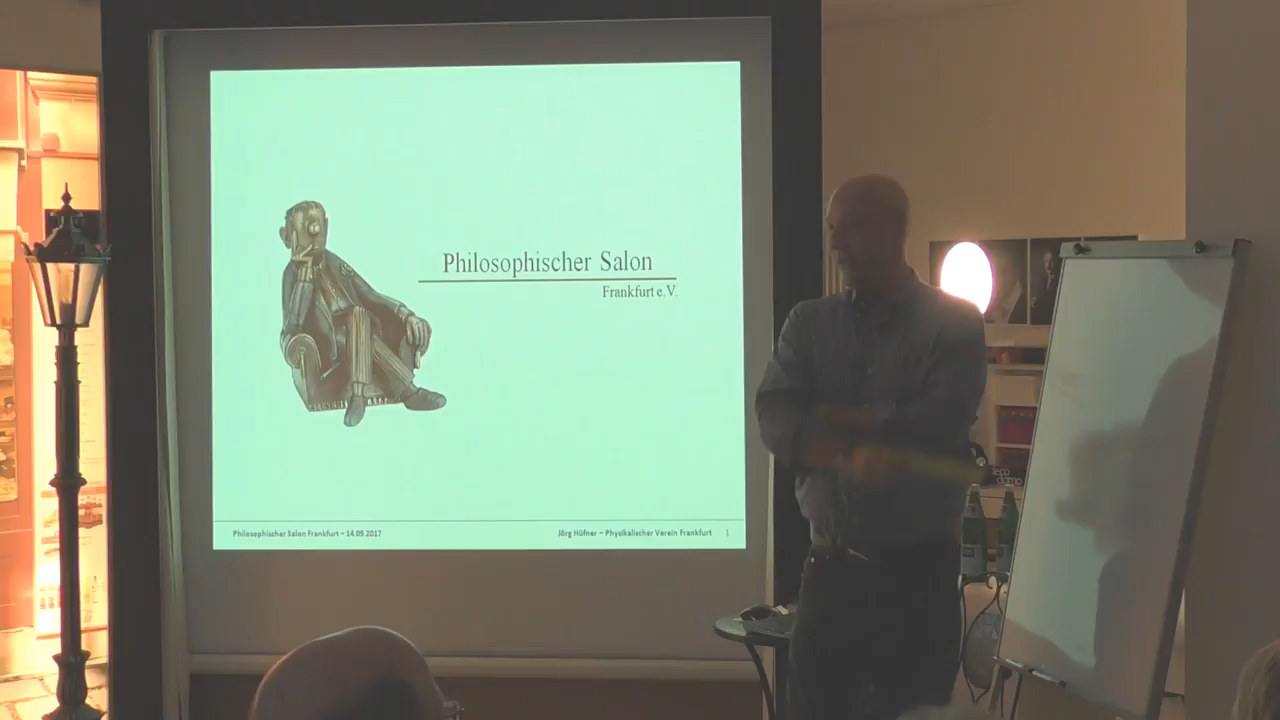 Philosophischer Salon
Frankfurt e.V.
Philosophischer Salon Frankfurt – 14.09.2017
Jörg Hüfner – Physikalischer Verein Frankfurt 1